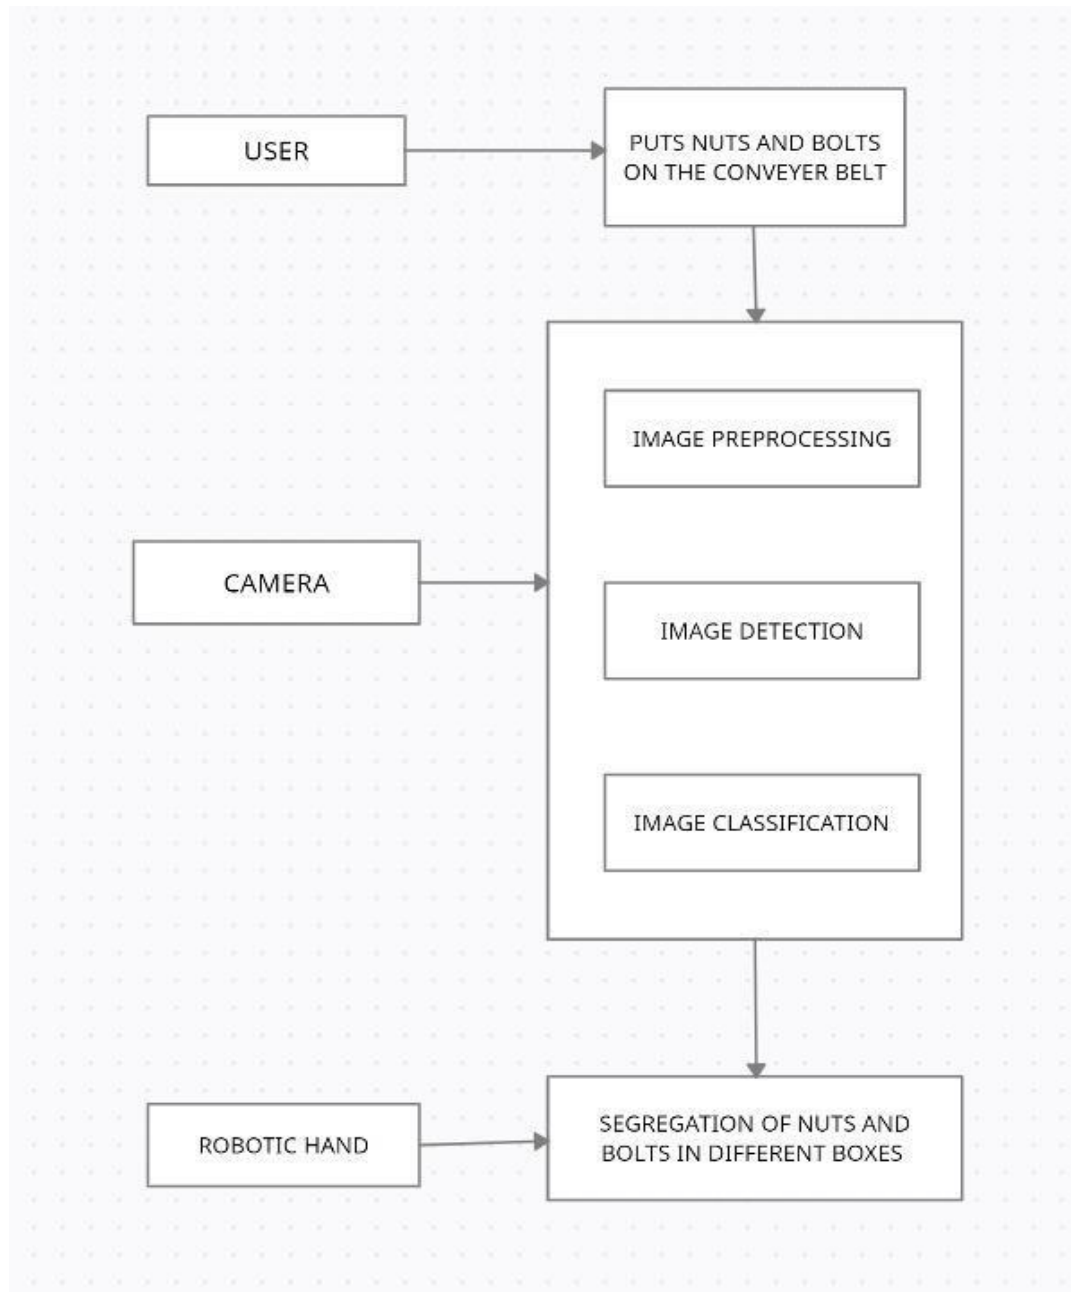 USER
PUTS NUTS AND BOLTS
ON THE CONVEYER BELT
IMAGE PREPROCESSING
CAMERA
IMAGE DETECTION
IMAGE CLASSIFICATION
ROBOTIC HAND
SEGREGATION OF NUTS AND
BOLTS IN DIFFERENT BOXES